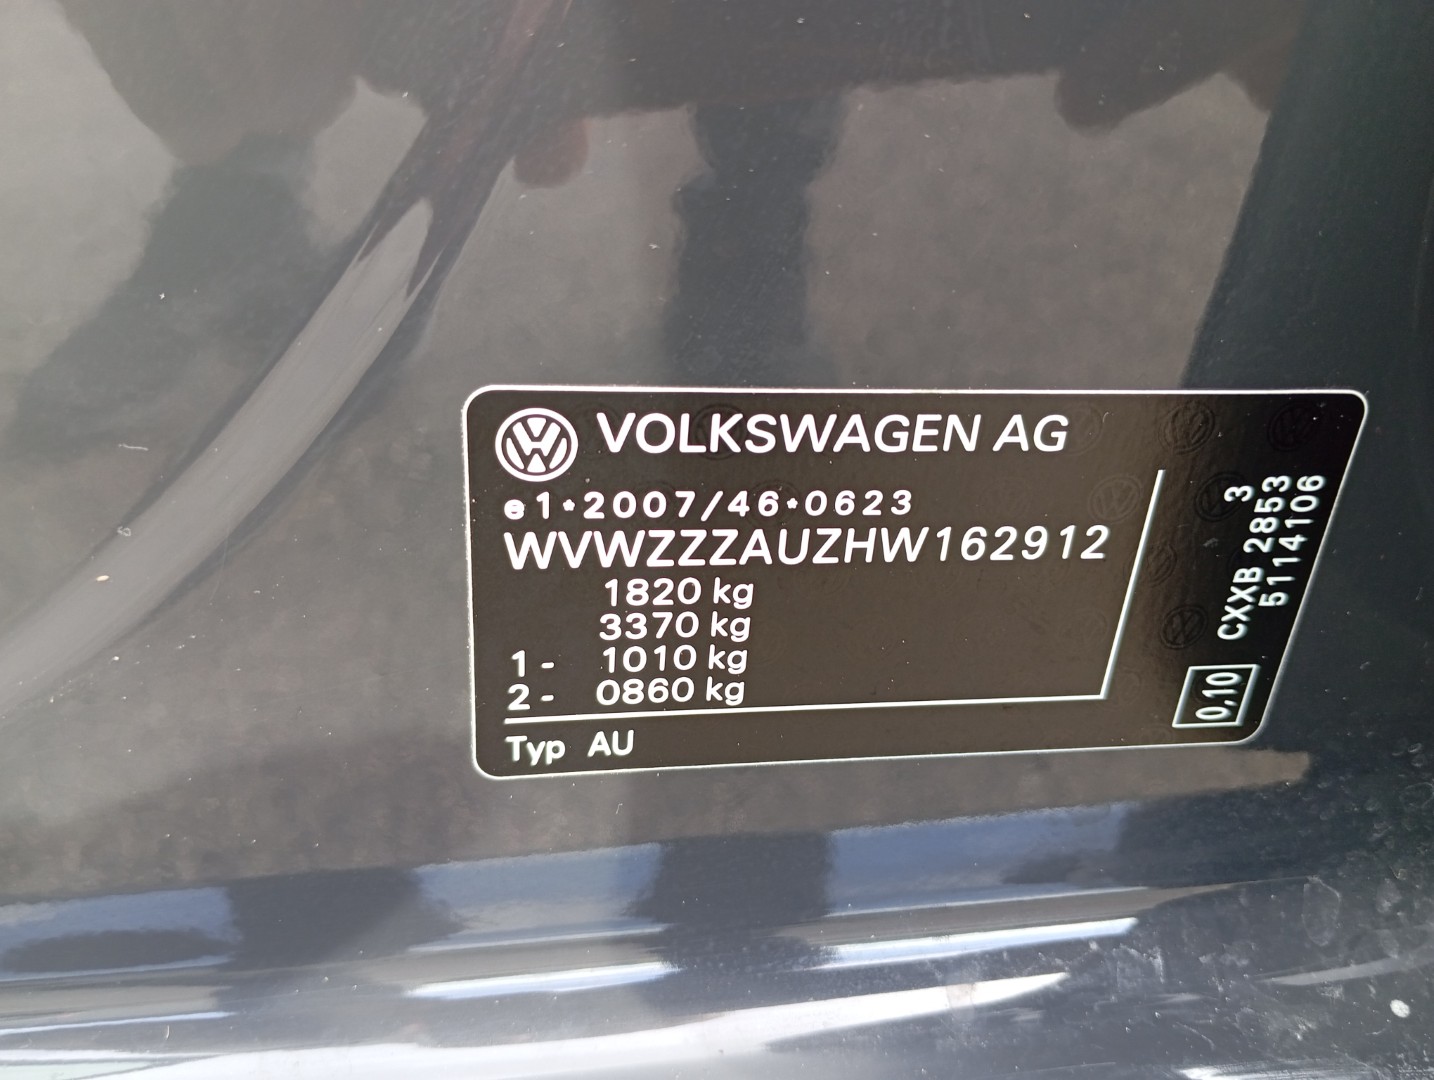 VOLKSWAGEN AG
e1*2007/46*0623
WVWZZZAUZHW162912
1820 kg
3370 kg
1- 1010 kg
2- 0860 kg
Typ AU
3
CXXB 2853
5114106
0,10